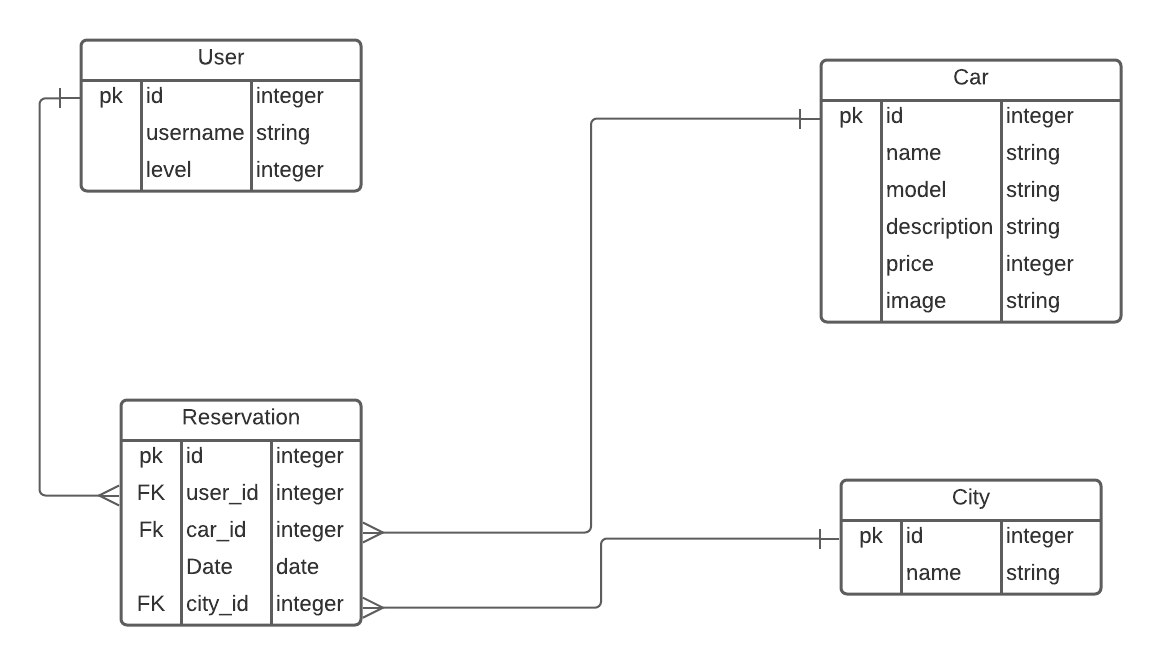 User
pk id integer
username string
level integer
Car
pk id integer
name string
model string
description string
price integer
image string
Reservation
pk id integer
FK user_id integer
Fk car_id integer
Date date
FK city_id integer
City
pk id integer
name string